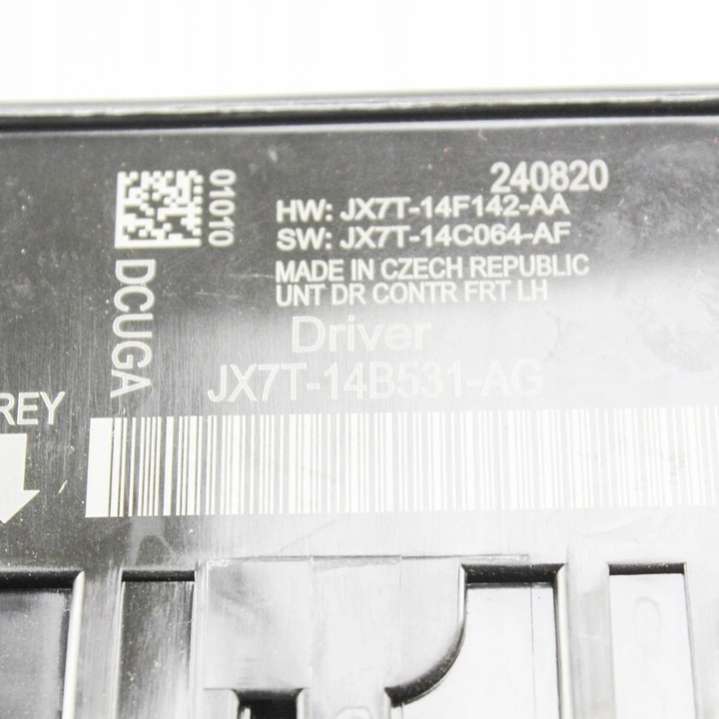 240820
01010
HW: JX7T-14F142-AA
SW: JX7T-14C064-AF
MADE IN CZECH REPUBLIC
UNT DR CONTR FRT LH
DCUGA
Driver
JX7T-14B531-AG
REY